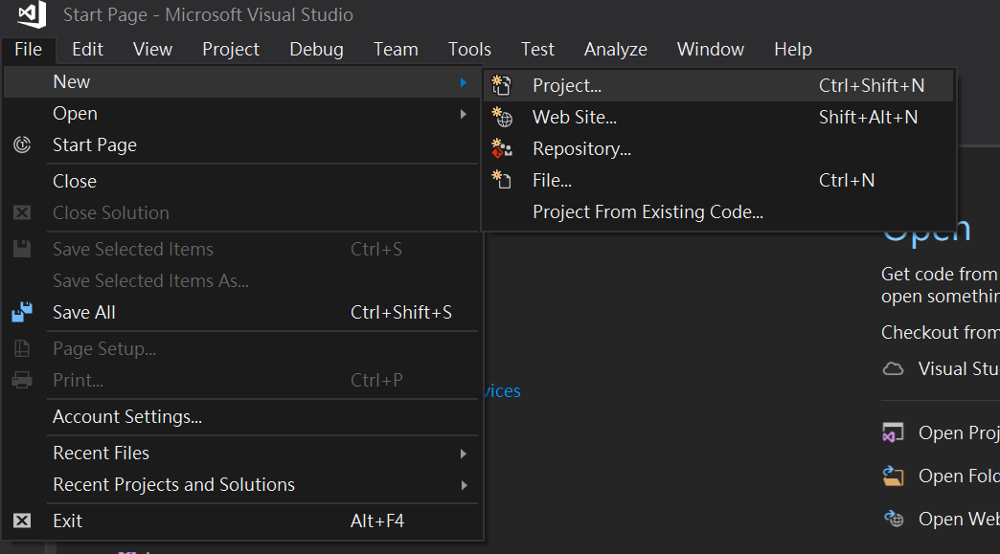 Start Page - Microsoft Visual Studio
File Edit View Project Debug Team Tools Test Analyze Window Help
New
Open
Start Page
Close
Close Solution
Save Selected Items Ctrl+S
Save Selected Items As...
Save All Ctrl+Shift+S
Page Setup...
Print... Ctrl+P
Account Settings...
Recent Files
Recent Projects and Solutions
Exit Alt+F4
Project... Ctrl+Shift+N
Web Site... Shift+Alt+N
Repository...
File... Ctrl+N
Project From Existing Code...
vices
Open
Get code from
open somethin
Checkout from
Visual Stu
Open Proj
Open Fold
Open Web